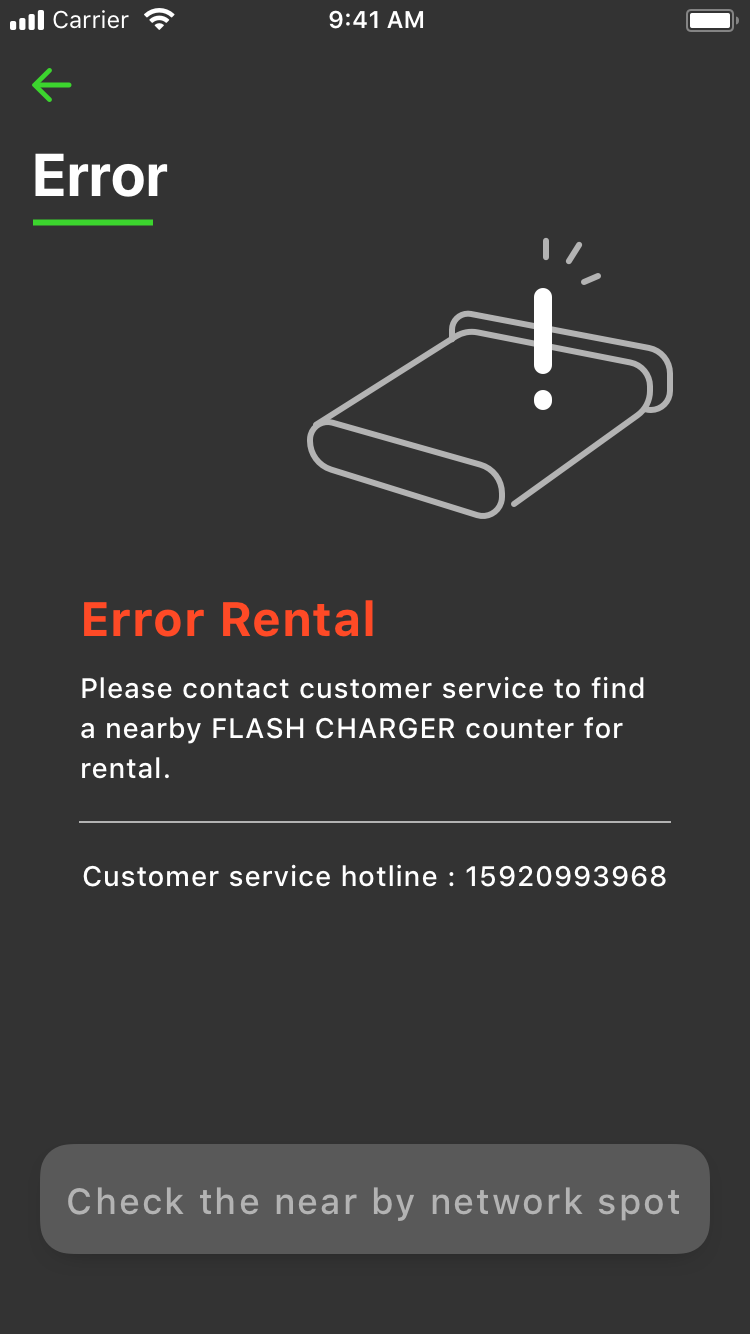 Carrier 9:41 AM
Error
Error Rental
Please contact customer service to find
a nearby FLASH CHARGER counter for
rental.
Customer service hotline : 15920993968
Check the near by network spot